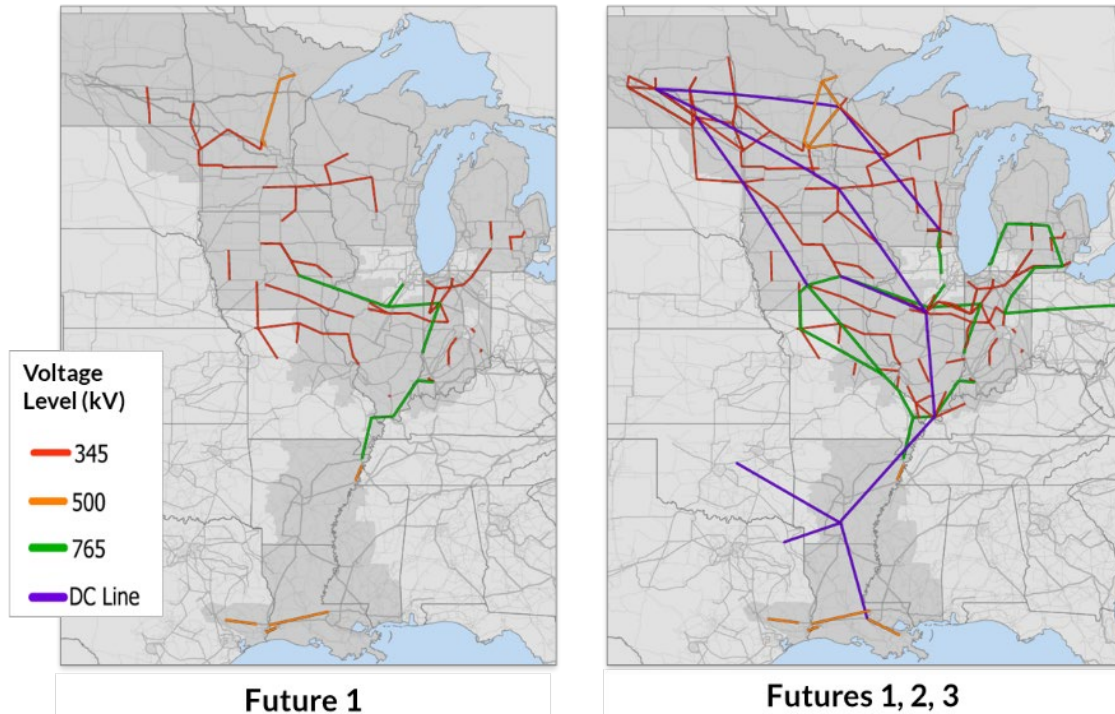 Voltage
Level (kV)
345
500
765
DC Line
Future 1
Futures 1, 2, 3